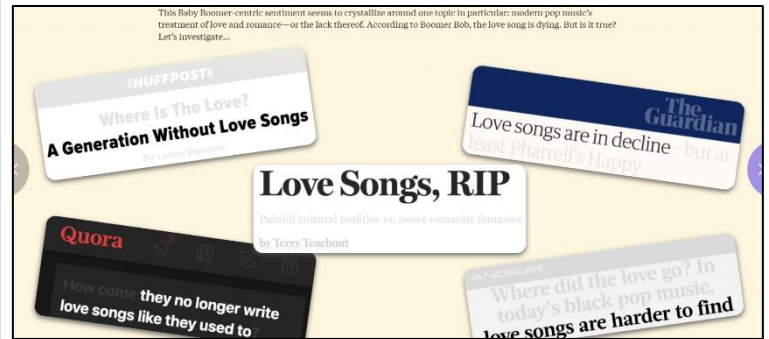 This Baby Boomer-centric sentiment seems to crystallize around one topic in particular: modern pop music's
treatment of love and romance—or the lack thereof. According to Boomer Bob, the love song is dying. But is it true?
Let's investigate...
HUFFPOST
Where Is The Love?
A Generation Without Love Songs
By Lamar Dawson
The
Guardian
Love songs are in decline - but at
least Pharrell's Happy
Love Songs, RIP
Painful cultural realities vs. sweet romantic fantasies.
by Terry Teachout
Quora
How come they no longer write
love songs like they used to?
ANDSCAPE
Where did the love go? In
today's black pop music,
love songs are harder to find